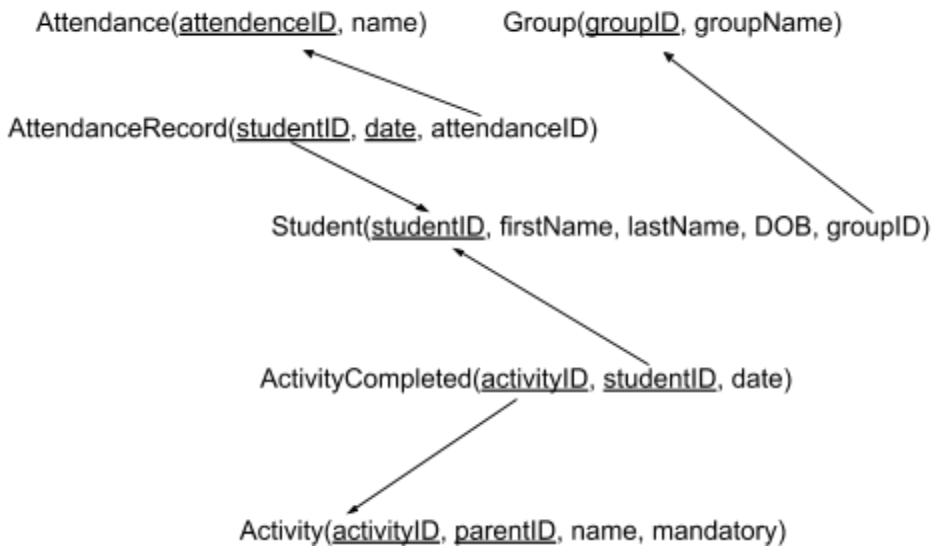 Attendance(attendenceID, name)
Group(groupID, groupName)
AttendanceRecord(studentID, date, attendanceID)
Student(studentID, firstName, lastName, DOB, groupID)
ActivityCompleted(activityID, studentID, date)
Activity(activityID, parentID, name, mandatory)